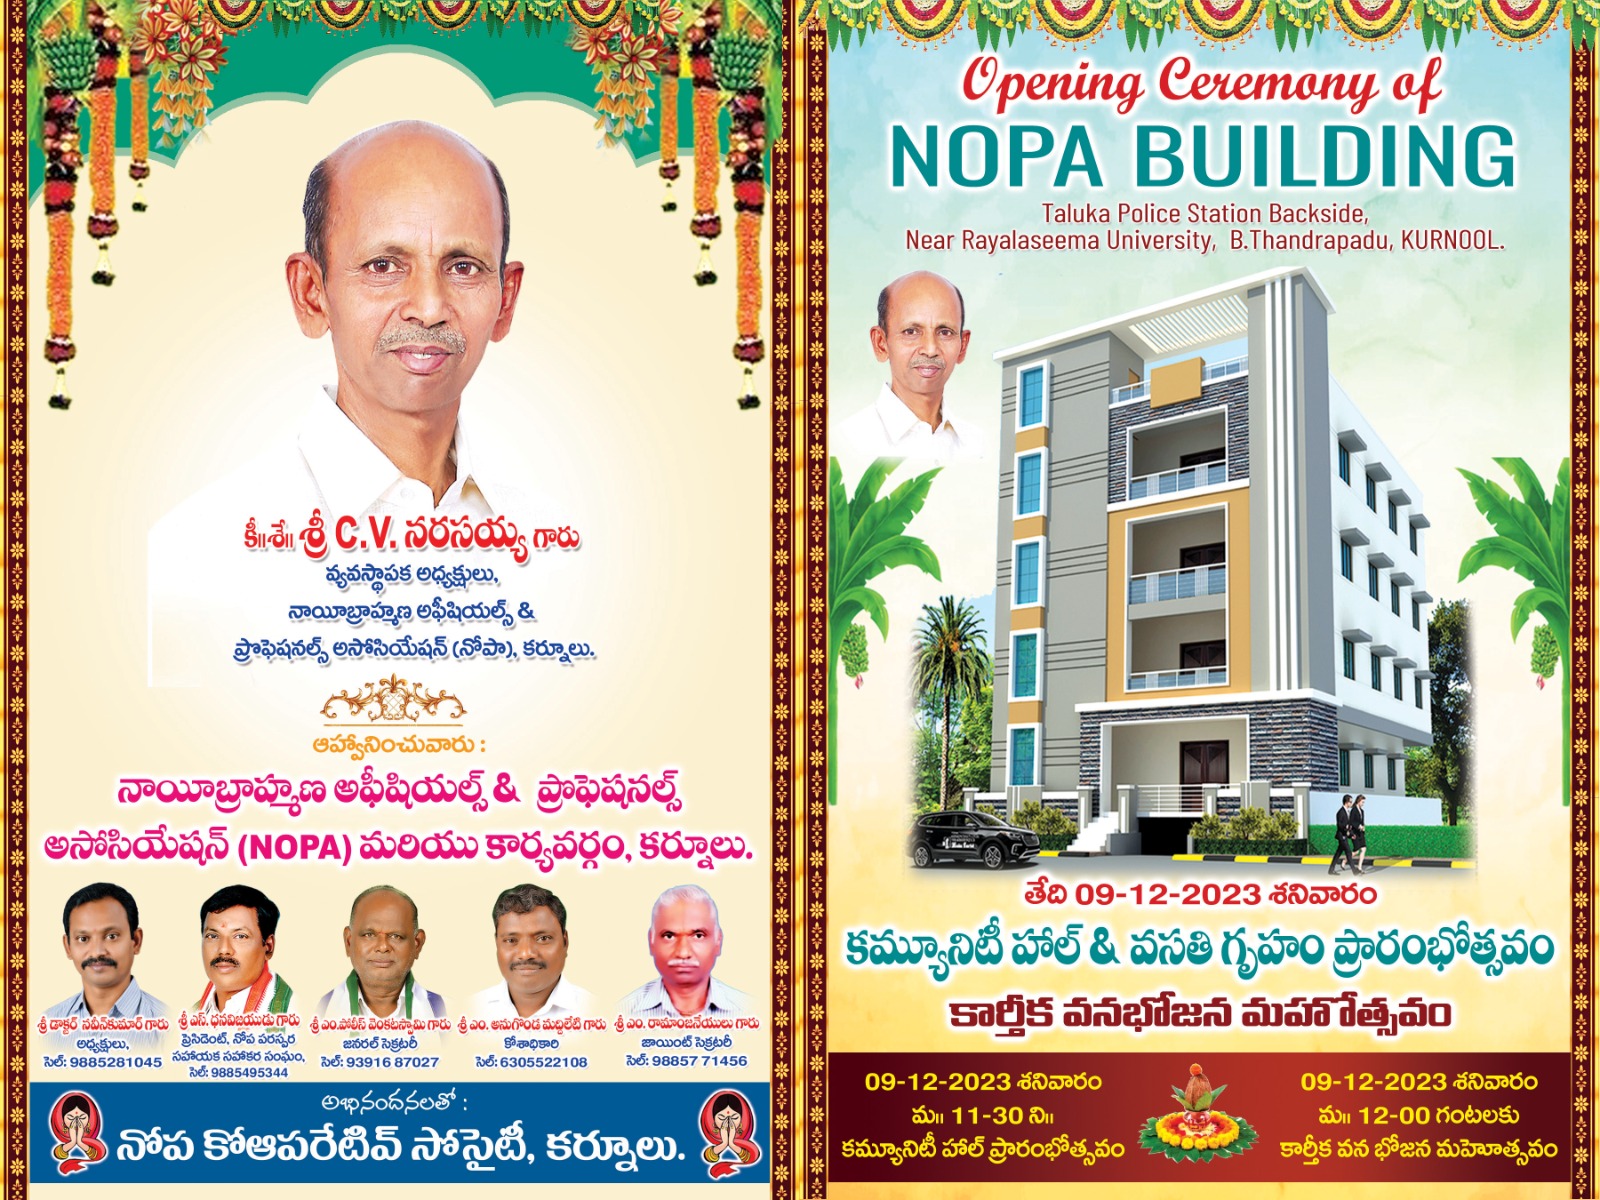 కీ॥శే॥ శ్రీ C.V. నరసయ్య గారు
వ్యవస్థాపక అధ్యక్షులు,
నాయీబ్రాహ్మణ అఫీషియల్స్ &
ప్రొఫెషనల్స్ అసోసియేషన్ (నోపా), కర్నూలు.
ఆహ్వానించువారు :
నాయీబ్రాహ్మణ అఫీషియల్స్ & ప్రొఫెషనల్స్
అసోసియేషన్ (NOPA) మరియు కార్యవర్గం, కర్నూలు.
శ్రీ డాక్టర్ నవీన్‌కుమార్ గారు
అధ్యక్షులు,
సెల్: 9885281045
శ్రీ ఎస్. ధనవిజయుడు గారు
ప్రెసిడెంట్, నోప పరస్పర
సహాయక సహకార సంఘం,
సెల్: 9885495344
శ్రీ ఎం.పోలీస్ వెంకటస్వామి గారు
జనరల్ సెక్రటరీ
సెల్: 93916 87027
శ్రీ ఎం. అనుగొండ మద్దిలేటి గారు
కోశాధికారి
సెల్: 6305522108
శ్రీ ఎం. రామాంజనేయులు గారు
జాయింట్ సెక్రటరీ
సెల్: 98857 71456
అభినందనలతో :
నోప కోఆపరేటివ్ సోసైటీ, కర్నూలు.
Opening Ceremony of
NOPA BUILDING
Taluka Police Station Backside,
Near Rayalaseema University, B.Thandrapadu, KURNOOL.
తేది 09-12-2023 శనివారం
కమ్యూనిటీ హాల్ & వసతి గృహం ప్రారంభోత్సవం
కార్తీక వనభోజన మహోత్సవం
09-12-2023 శనివారం
మ॥ 11-30 ని॥
కమ్యూనిటీ హాల్ ప్రారంభోత్సవం
09-12-2023 శనివారం
మ॥ 12-00 గంటలకు
కార్తీక వన భోజన మహెూత్సవం